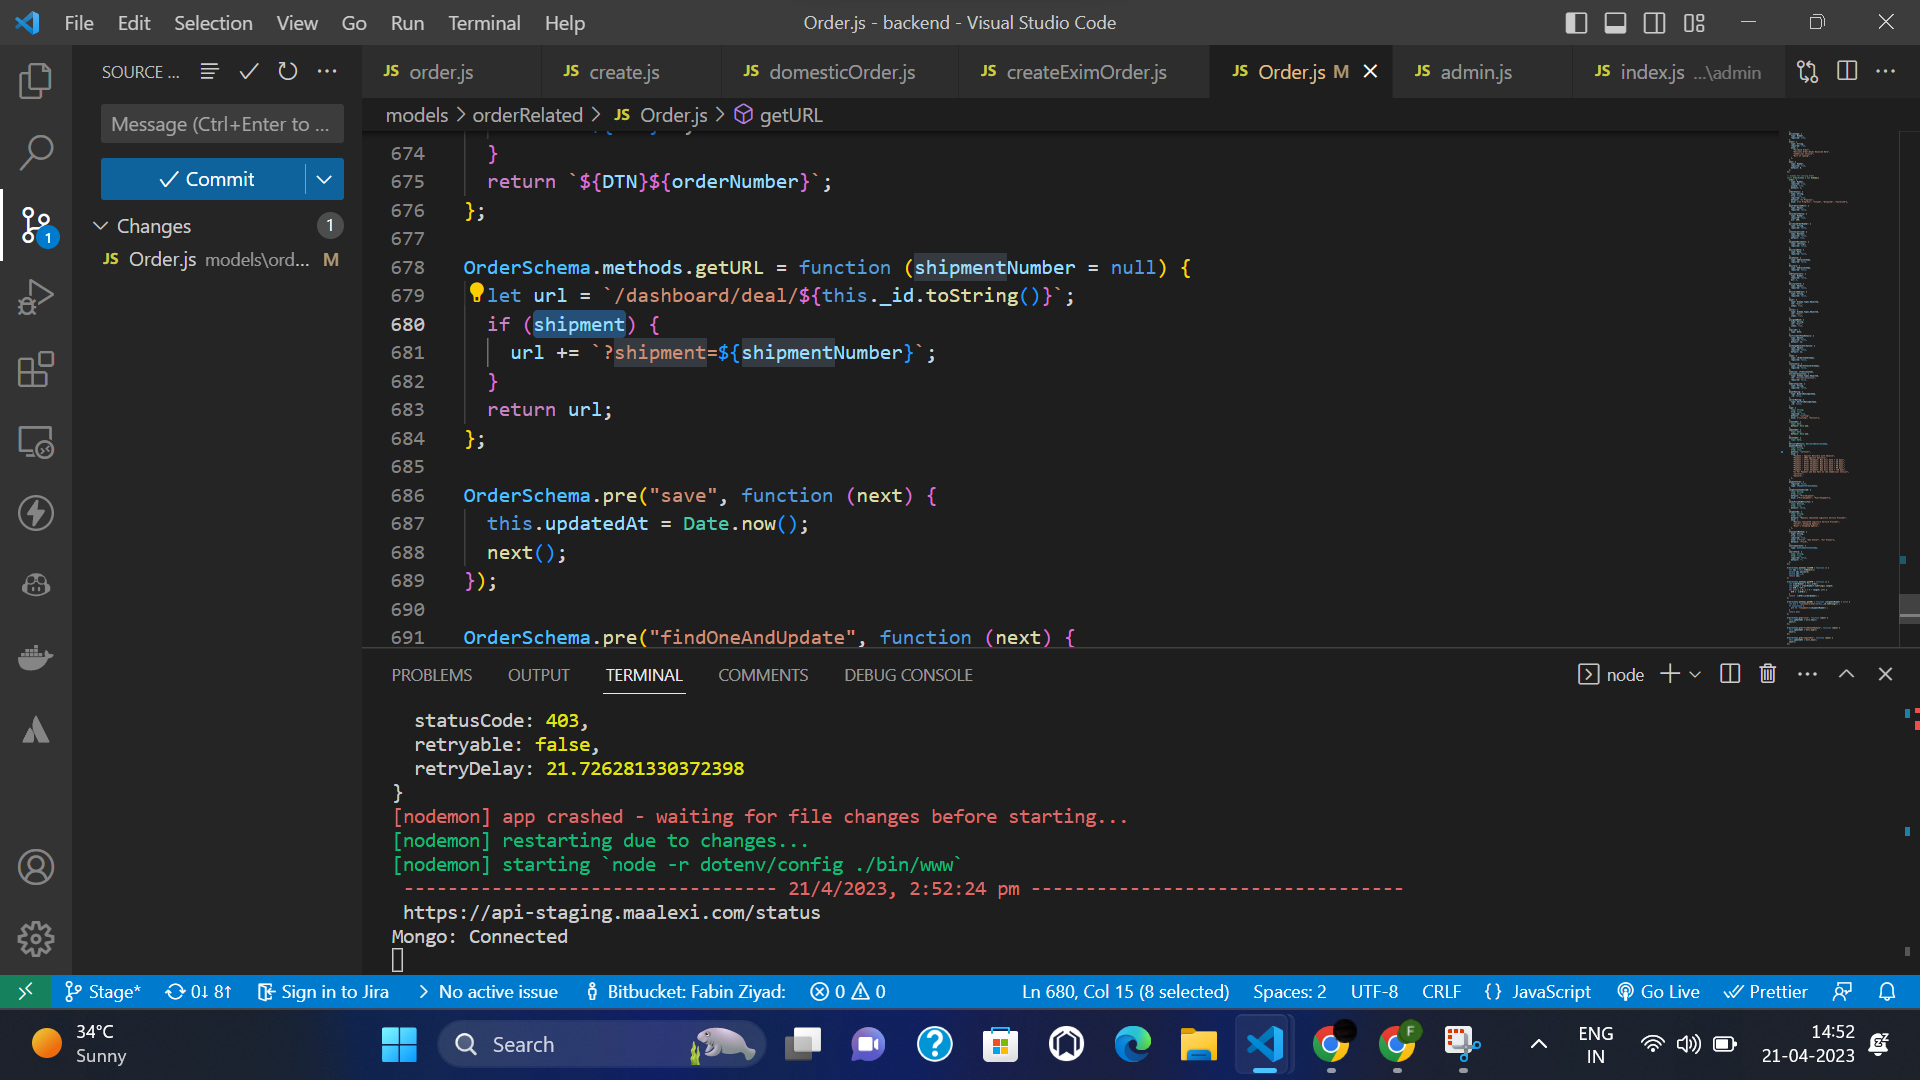 File Edit Selection View Go Run Terminal Help
Order.js - backend - Visual Studio Code
SOURCE ...
JS order.js
JS create.js
JS domesticOrder.js
JS createEximOrder.js
JS Order.js M
JS admin.js
JS index.js ...\admin
models > orderRelated > JS Order.js > getURL
Message (Ctrl+Enter to ...
Commit
Changes
1
JS Order.js models\ord... M
1
674 }
675 return `${DTN}${orderNumber}`;
676 };
677
678 OrderSchema.methods.getURL = function (shipmentNumber = null) {
679 let url = `/dashboard/deal/${this._id.toString()}`;
680 if (shipment) {
681 url += `?shipment=${shipmentNumber}`;
682 }
683 return url;
684 };
685
686 OrderSchema.pre("save", function (next) {
687 this.updatedAt = Date.now();
688 next();
689 });
690
691 OrderSchema.pre("findOneAndUpdate", function (next) {
PROBLEMS OUTPUT TERMINAL COMMENTS DEBUG CONSOLE
node
statusCode: 403,
retryable: false,
retryDelay: 21.726281330372398
}
[nodemon] app crashed - waiting for file changes before starting...
[nodemon] restarting due to changes...
[nodemon] starting `node -r dotenv/config ./bin/www`
---------------------------------- 21/4/2023, 2:52:24 pm ----------------------------------
https://api-staging.maalexi.com/status
Mongo: Connected
Stage* 0↓ 8↑ Sign in to Jira > No active issue Bitbucket: Fabin Ziyad: 0 0
Ln 680, Col 15 (8 selected) Spaces: 2 UTF-8 CRLF {} JavaScript Go Live Prettier
34°C
Sunny
Search
F
ENG
IN
14:52
21-04-2023